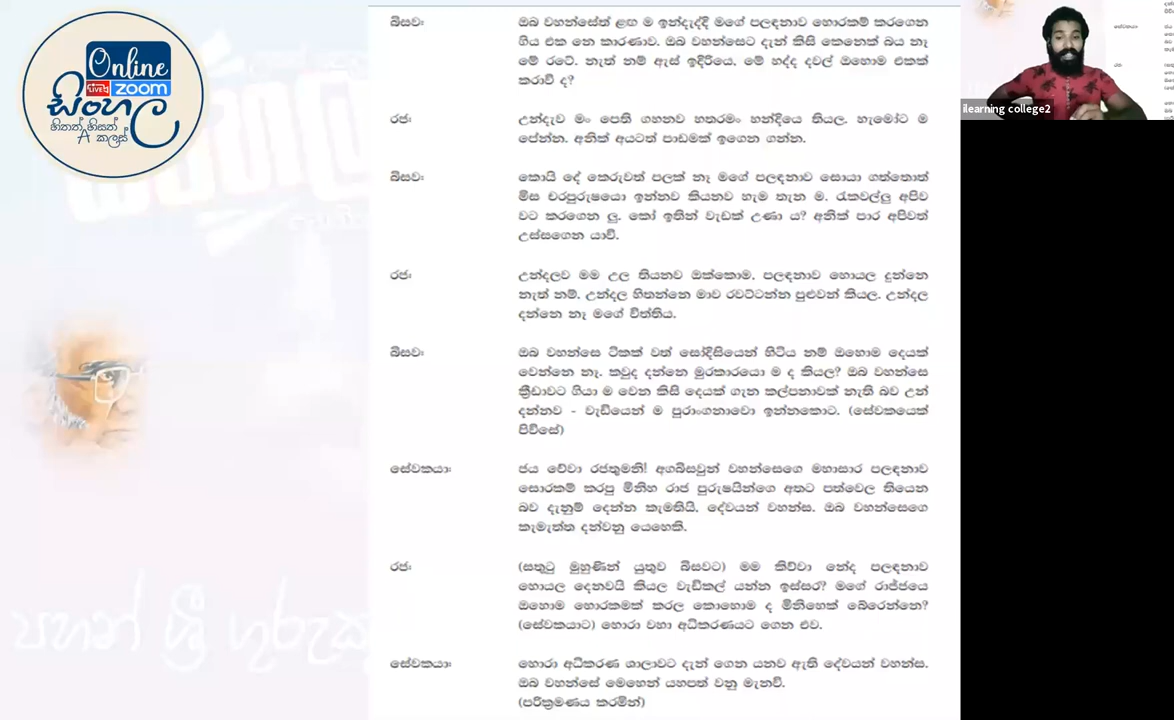 Online
LIVE zoom
සිංහල
හිතත් හිසත්
A කලාස්
බිසව:
ඔබ වහන්සේත් ළඟ ම ඉන්දැද්දි මගේ පලඳනාව හොරකම් කරගෙන
ගිය එක නෙ කාරණාව. ඔබ වහන්සෙට දැන් කිසි කෙනෙක් බය නෑ
මේ රටේ. නැත් නම් ඇස් ඉදිරියෙ, මේ හද්ද දවල් ඔහොම එකක්
කරාවි ද?
රජ:
උන්දැව මං පෙති ගහනව හතරමං හන්දියෙ තියල. හැමෝට ම
පේන්න. අනික් අයටත් පාඩමක් ඉගෙන ගන්න.
බිසව:
කොයි දේ කෙරුවත් පලක් නෑ මගේ පලඳනාව සොයා ගත්තොත්
මිස චරපුරුෂයො ඉන්නව කියනව හැම තැන ම. රැකවල්ලු අපිව
වට කරගෙන ලු. කෝ ඉතින් වැඩක් උණා ය? අනික් පාර අපිවත්
උස්සගෙන යාවි.
රජ:
උන්දලව මම උල තියනව ඔක්කොම. පලඳනාව හොයල දුන්නෙ
නැත් නම්. උන්දල හිතන්නෙ මාව රවට්ටන්න පුළුවන් කියල. උන්දල
දන්නෙ නෑ මගේ විත්තිය.
බිසව:
ඔබ වහන්සෙ ටිකක් වත් සෝදිසියෙන් හිටිය නම් ඔහොම දෙයක්
වෙන්නෙ නෑ. කවුද දන්නෙ මුරකාරයො ම ද කියල? ඔබ වහන්සෙ
ක්‍රීඩාවට ගියා ම වෙන කිසි දෙයක් ගැන කල්පනාවක් නැති බව උන්
දන්නව - වැඩියෙන් ම පුරාංගනාවො ඉන්නකොට. (සේවකයෙක්
පිවිසේ)
සේවකයා:
ජය වේවා රජතුමනි! අගබිසවුන් වහන්සෙගෙ මහාසාර පලඳනාව
සොරකම් කරපු මිනිහ රාජ පුරුෂයින්ගෙ අතට පත්වෙල තියෙන
බව දැනුම් දෙන්න කැමතියි, දේවයන් වහන්ස. ඔබ වහන්සෙගෙ
කැමැත්ත දන්වනු යෙහෙකි.
රජ:
(සතුටු මුහුණින් යුතුව බිසවට) මම කිව්වා නේද පලඳනාව
හොයල දෙනවයි කියල වැඩිකල් යන්න ඉස්සර? මගේ රාජ්ජයෙ
ඔහොම හොරකමක් කරල කොහොම ද මිනිහෙක් බේරෙන්නෙ?
(සේවකයාට) හොරා වහා අධිකරණයට ගෙන එව.
සේවකයා:
හොරා අධිකරණ ශාලාවට දැන් ගෙන යනව ඇති දේවයන් වහන්ස.
ඔබ වහන්සේ මෙහෙන් යහපත් වනු මැනවි.
(පරික්‍රමණය කරමින්)
ilearning college2